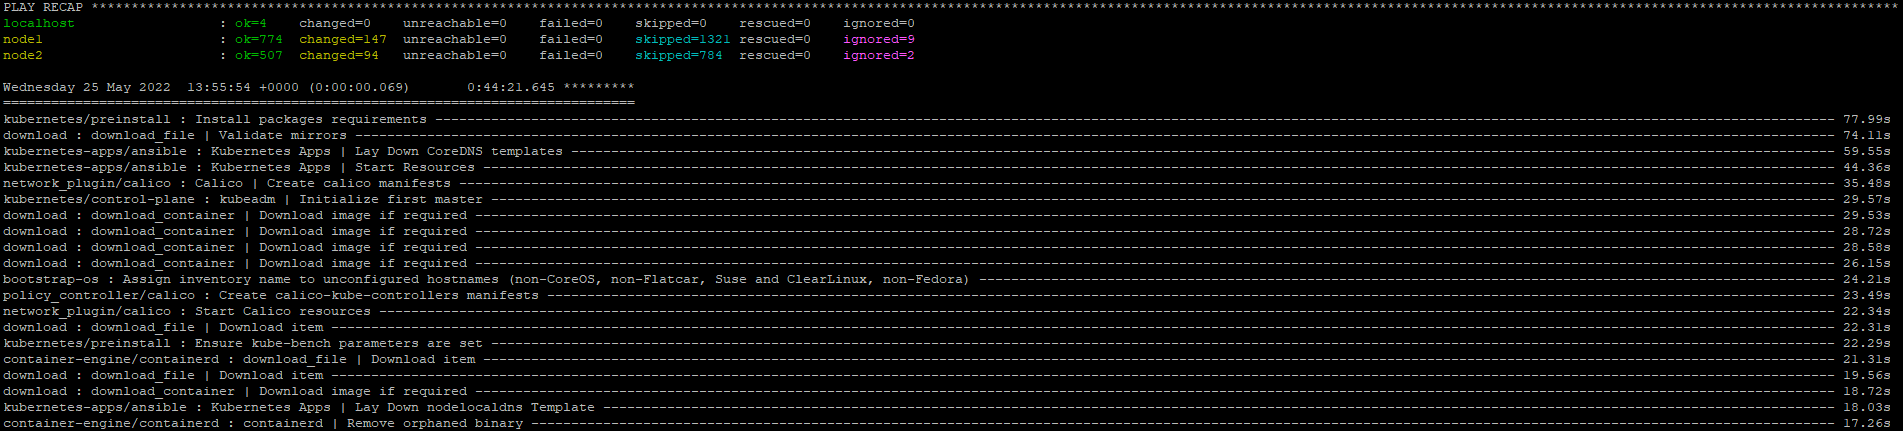 PLAY RECAP *********************************************************************************************************************************************************************************************************************************
localhost                  : ok=4    changed=0    unreachable=0    failed=0    skipped=0    rescued=0    ignored=0
node1                      : ok=774  changed=147  unreachable=0    failed=0    skipped=1321 rescued=0    ignored=9
node2                      : ok=507  changed=94   unreachable=0    failed=0    skipped=784  rescued=0    ignored=2
Wednesday 25 May 2022  13:55:54 +0000 (0:00:00.069)       0:44:21.645 *********
===============================================================================
kubernetes/preinstall : Install packages requirements ------------------------------- 77.99s
download : download_file | Validate mirrors ------------------------------- 74.11s
kubernetes-apps/ansible : Kubernetes Apps | Lay Down CoreDNS templates ------------------------------- 59.55s
kubernetes-apps/ansible : Kubernetes Apps | Start Resources ------------------------------- 44.36s
network_plugin/calico : Calico | Create calico manifests ------------------------------- 35.48s
kubernetes/control-plane : kubeadm | Initialize first master ------------------------------- 29.57s
download : download_container | Download image if required ------------------------------- 29.53s
download : download_container | Download image if required ------------------------------- 28.72s
download : download_container | Download image if required ------------------------------- 28.58s
download : download_container | Download image if required ------------------------------- 26.15s
bootstrap-os : Assign inventory name to unconfigured hostnames (non-CoreOS, non-Flatcar, Suse and ClearLinux, non-Fedora) ------------------------------- 24.21s
policy_controller/calico : Create calico-kube-controllers manifests ------------------------------- 23.49s
network_plugin/calico : Start Calico resources ------------------------------- 22.34s
download : download_file | Download item ------------------------------- 22.31s
kubernetes/preinstall : Ensure kube-bench parameters are set ------------------------------- 22.29s
container-engine/containerd : download_file | Download item ------------------------------- 21.31s
download : download_file | Download item ------------------------------- 19.56s
download : download_container | Download image if required ------------------------------- 18.72s
kubernetes-apps/ansible : Kubernetes Apps | Lay Down nodelocaldns Template ------------------------------- 18.03s
container-engine/containerd : containerd | Remove orphaned binary ------------------------------- 17.26s